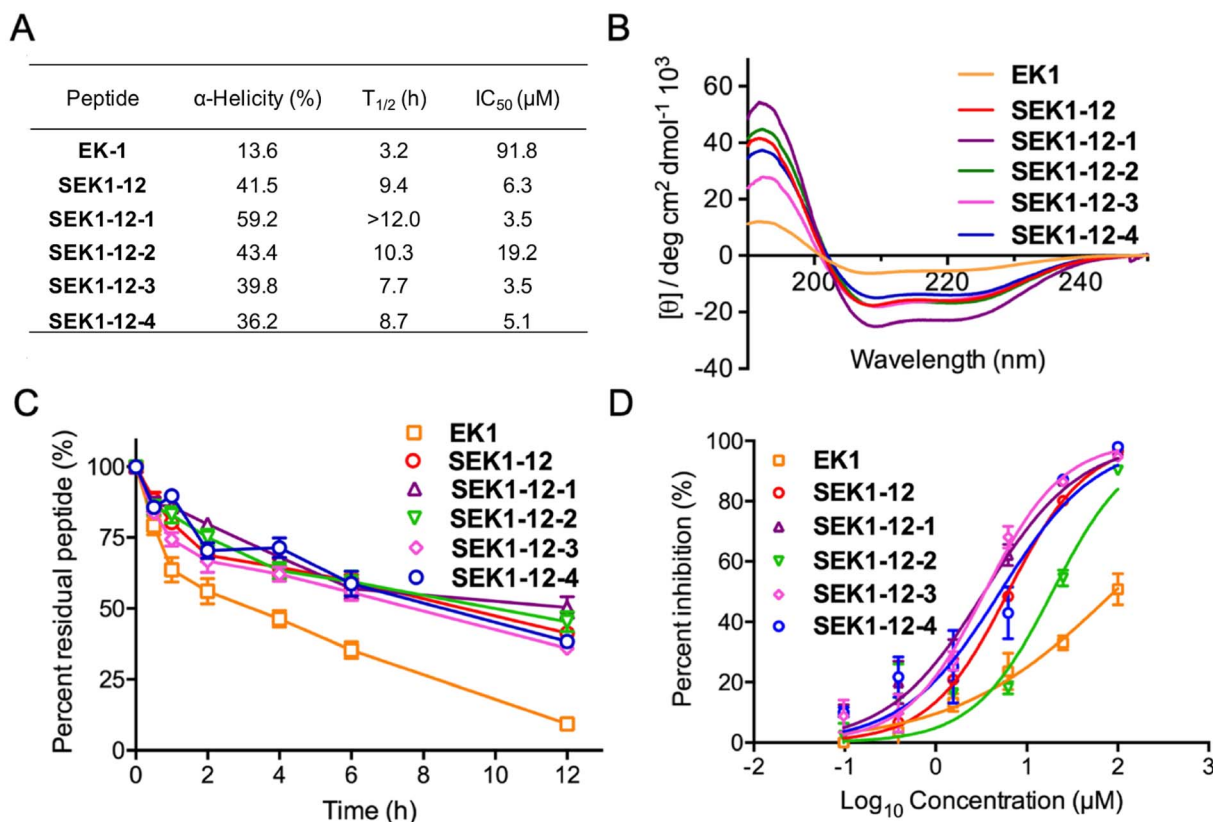 A
Peptide α-Helicity (%) T1/2 (h) IC50 (μM)
EK-1 13.6 3.2 91.8
SEK1-12 41.5 9.4 6.3
SEK1-12-1 59.2 >12.0 3.5
SEK1-12-2 43.4 10.3 19.2
SEK1-12-3 39.8 7.7 3.5
SEK1-12-4 36.2 8.7 5.1
B
[θ] / deg cm² dmol⁻¹ 10³
60
40
20
0
-20
-40
200
220
240
Wavelength (nm)
EK1
SEK1-12
SEK1-12-1
SEK1-12-2
SEK1-12-3
SEK1-12-4
C
Percent residual peptide (%)
100
75
50
25
0
0 2 4 6 8 10 12
Time (h)
EK1
SEK1-12
SEK1-12-1
SEK1-12-2
SEK1-12-3
SEK1-12-4
D
Percent inhibition (%)
100
80
60
40
20
0
-2 -1 0 1 2 3
Log10 Concentration (μM)
EK1
SEK1-12
SEK1-12-1
SEK1-12-2
SEK1-12-3
SEK1-12-4